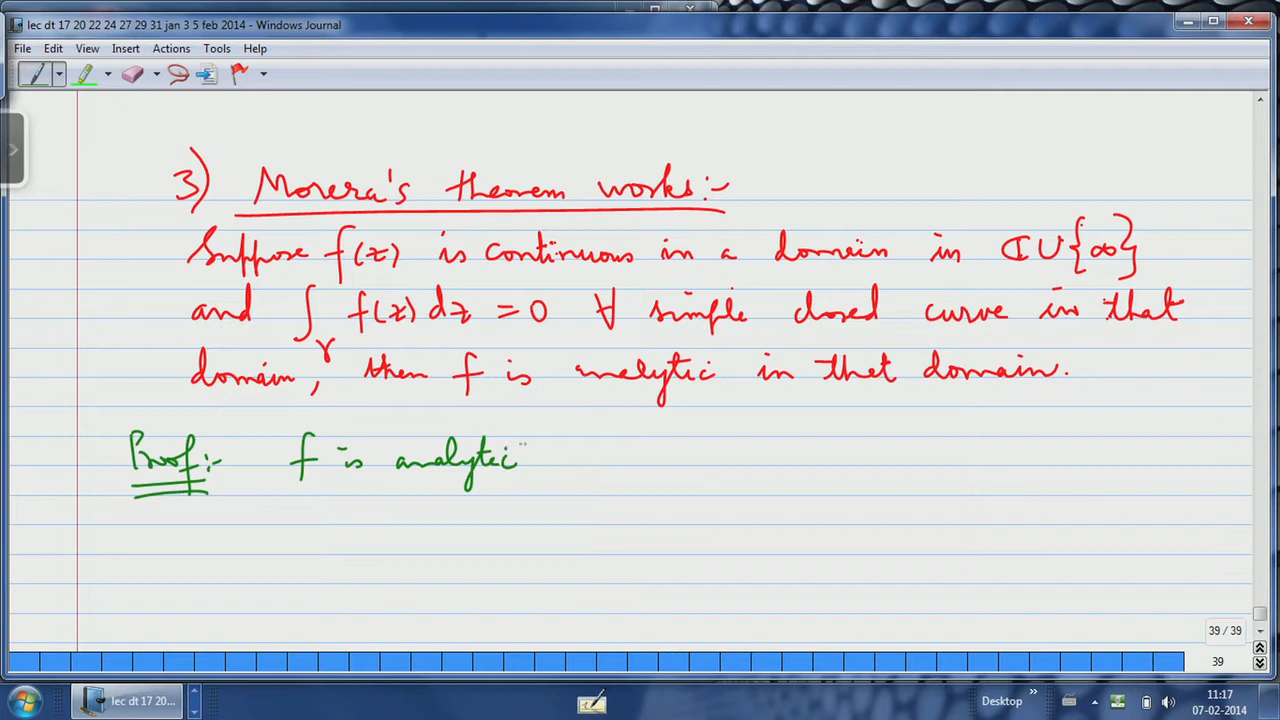 lec dt 17 20 22 24 27 29 31 jan 3 5 feb 2014 - Windows Journal
File Edit View Insert Actions Tools Help
3) Morera's theorem works:-
Suppose f(z) is continuous in a domain in ℂ∪{∞}
and ∫γ f(z) dz = 0 ∀ simple closed curve in that
domain, then f is analytic in that domain.
Proof:- f is analytic
39 / 39
39
lec dt 17 20...
Desktop
11:17
07-02-2014